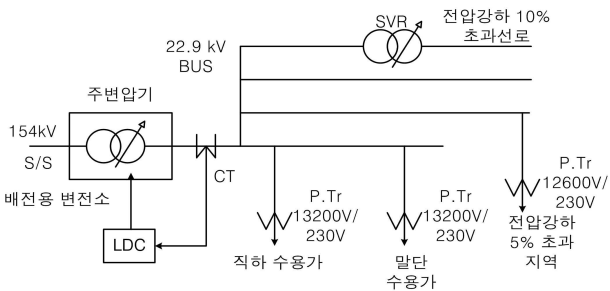 SVR
전압강하 10%
초과선로
22.9 kV
BUS
주변압기
154kV
S/S
CT
배전용 변전소
LDC
P.Tr
13200V/
230V
직하 수용가
P.Tr
13200V/
230V
말단
수용가
P.Tr
12600V/
230V
전압강하
5% 초과
지역